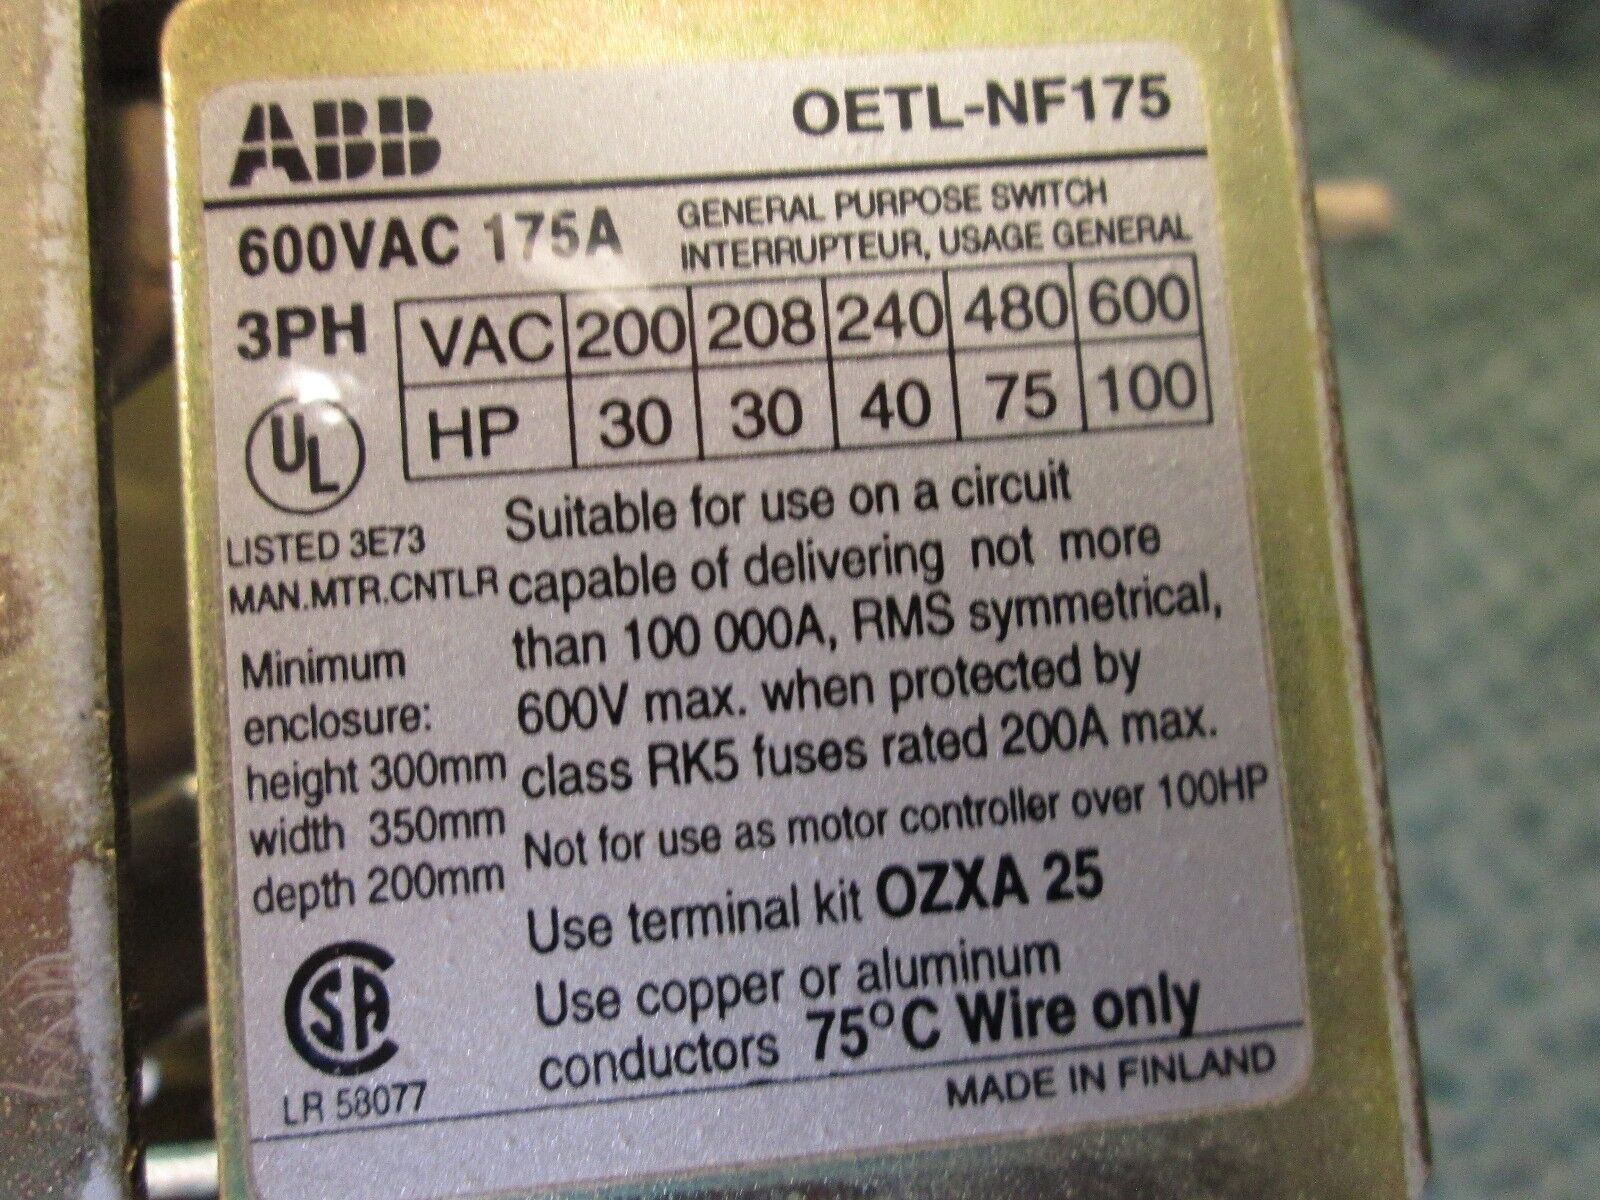 ABB OETL-NF175
600VAC 175A
GENERAL PURPOSE SWITCH
INTERRUPTEUR, USAGE GENERAL
3PH
VAC 200 208 240 480 600
HP 30 30 40 75 100
UL
LISTED 3E73
MAN.MTR.CNTLR
Minimum
enclosure:
height 300mm
width 350mm
depth 200mm
Suitable for use on a circuit
capable of delivering not more
than 100 000A, RMS symmetrical,
600V max. when protected by
class RK5 fuses rated 200A max.
Not for use as motor controller over 100HP
Use terminal kit OZXA 25
Use copper or aluminum
conductors 75°C Wire only
SA
LR 58077
MADE IN FINLAND